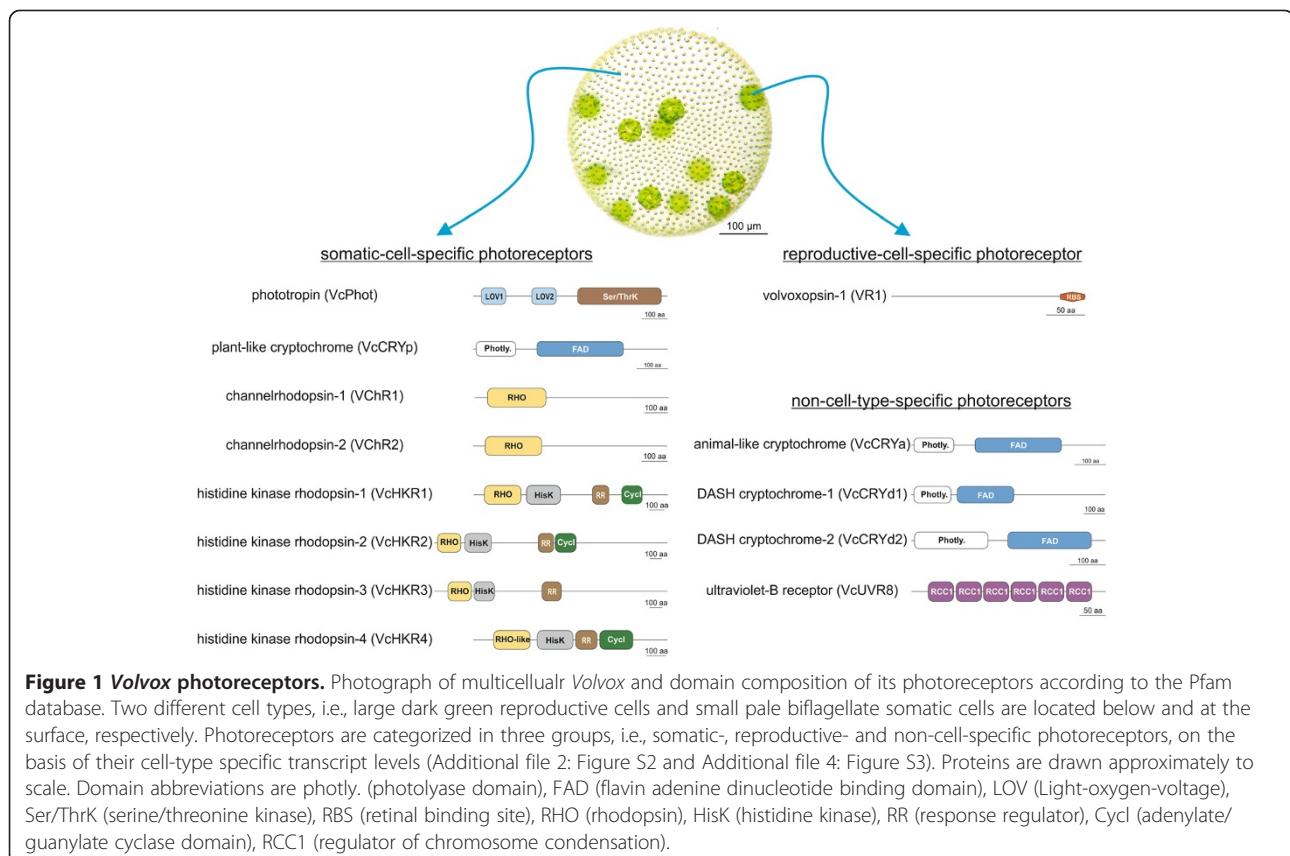 100 µm
somatic-cell-specific photoreceptors
phototropin (VcPhot)
LOV1 LOV2 Ser/ThrK
100 aa
plant-like cryptochrome (VcCRYp)
Photly. FAD
100 aa
channelrhodopsin-1 (VChR1)
RHO
100 aa
channelrhodopsin-2 (VChR2)
RHO
100 aa
histidine kinase rhodopsin-1 (VcHKR1)
RHO HisK RR Cycl
100 aa
histidine kinase rhodopsin-2 (VcHKR2)
RHO HisK RR Cycl
100 aa
histidine kinase rhodopsin-3 (VcHKR3)
RHO HisK RR
100 aa
histidine kinase rhodopsin-4 (VcHKR4)
RHO-like HisK RR Cycl
100 aa
reproductive-cell-specific photoreceptor
volvoxopsin-1 (VR1)
RBS
50 aa
non-cell-type-specific photoreceptors
animal-like cryptochrome (VcCRYa)
Photly. FAD
100 aa
DASH cryptochrome-1 (VcCRYd1)
Photly. FAD
100 aa
DASH cryptochrome-2 (VcCRYd2)
Photly. FAD
100 aa
ultraviolet-B receptor (VcUVR8)
RCC1 RCC1 RCC1 RCC1 RCC1 RCC1
50 aa
Figure 1 Volvox photoreceptors. Photograph of multicellualr Volvox and domain composition of its photoreceptors according to the Pfam
database. Two different cell types, i.e., large dark green reproductive cells and small pale biflagellate somatic cells are located below and at the
surface, respectively. Photoreceptors are categorized in three groups, i.e., somatic-, reproductive- and non-cell-specific photoreceptors, on the
basis of their cell-type specific transcript levels (Additional file 2: Figure S2 and Additional file 4: Figure S3). Proteins are drawn approximately to
scale. Domain abbreviations are photly. (photolyase domain), FAD (flavin adenine dinucleotide binding domain), LOV (Light-oxygen-voltage),
Ser/ThrK (serine/threonine kinase), RBS (retinal binding site), RHO (rhodopsin), HisK (histidine kinase), RR (response regulator), Cycl (adenylate/
guanylate cyclase domain), RCC1 (regulator of chromosome condensation).